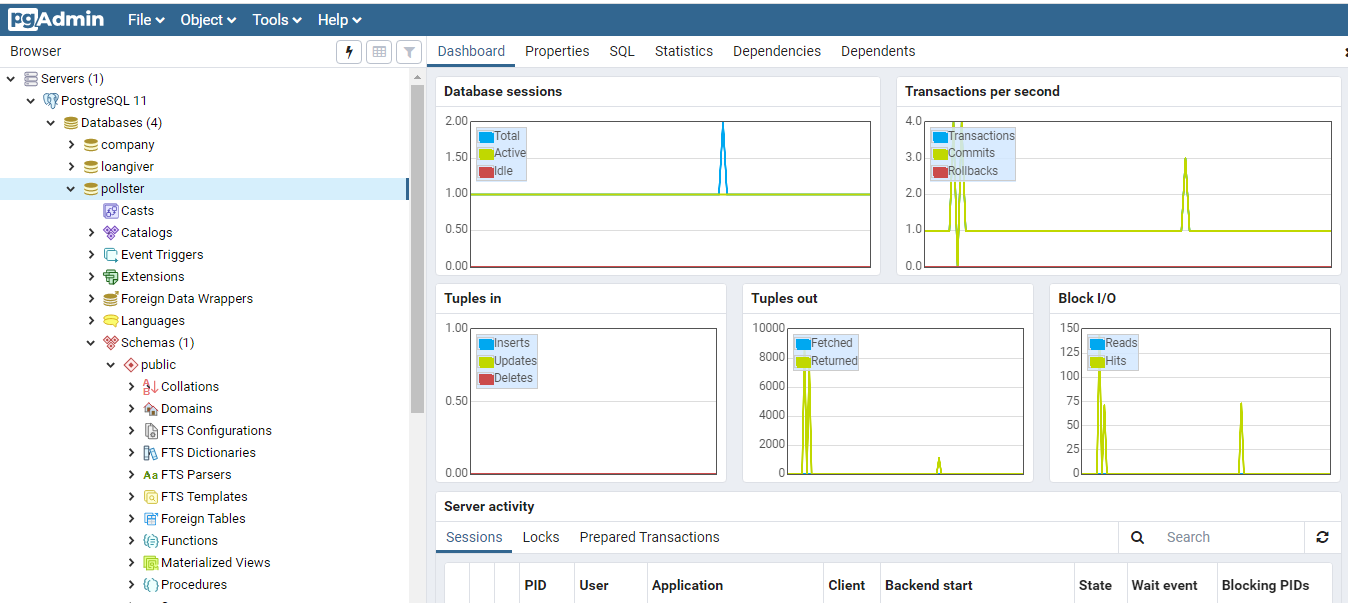 pgAdmin File Object Tools Help
Browser
Servers (1)
PostgreSQL 11
Databases (4)
company
loangiver
pollster
Casts
Catalogs
Event Triggers
Extensions
Foreign Data Wrappers
Languages
Schemas (1)
public
Collations
Domains
FTS Configurations
FTS Dictionaries
Aa FTS Parsers
FTS Templates
Foreign Tables
Functions
Materialized Views
Procedures
Dashboard Properties SQL Statistics Dependencies Dependents
Database sessions
2.00
1.50
1.00
0.50
0.00
Total
Active
Idle
Transactions per second
4.0
3.0
2.0
1.0
0.0
Transactions
Commits
Rollbacks
Tuples in
1.00
0.50
0.00
Inserts
Updates
Deletes
Tuples out
10000
8000
6000
4000
2000
0
Fetched
Returned
Block I/O
150
125
100
75
50
25
0
Reads
Hits
Server activity
Sessions Locks Prepared Transactions Search
PID User Application Client Backend start State Wait event Blocking PIDs